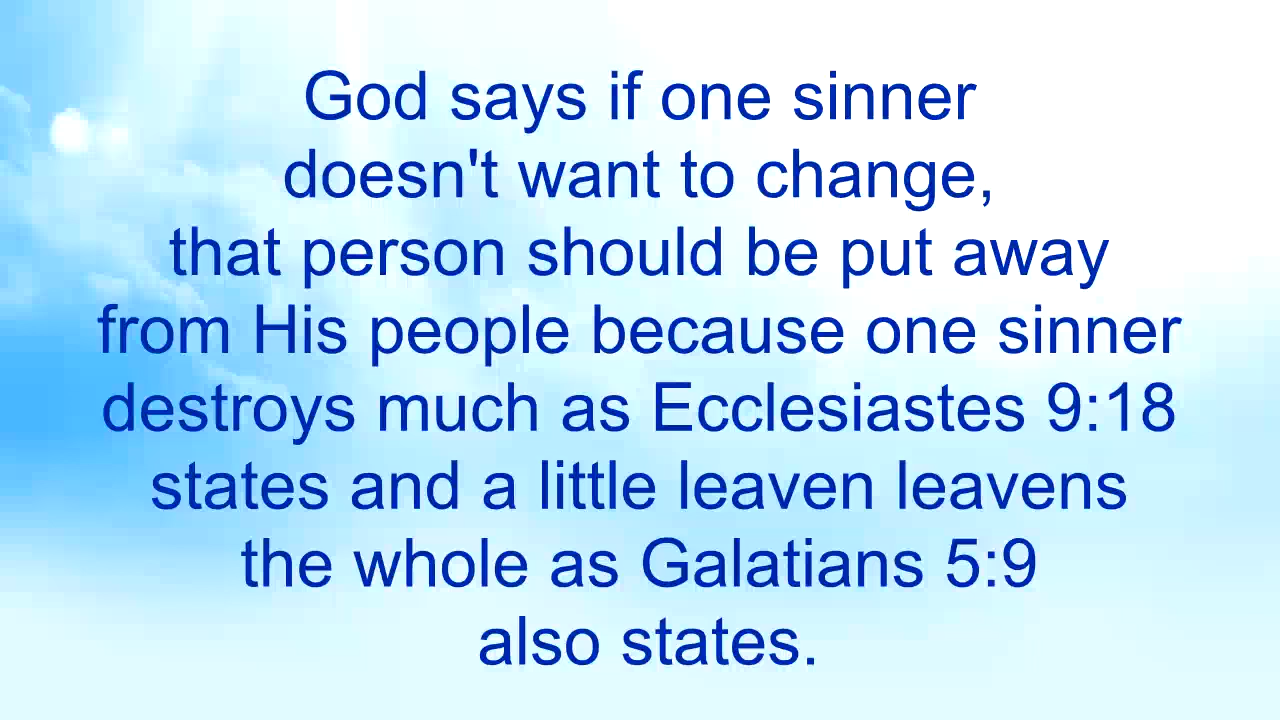 God says if one sinner
doesn't want to change,
that person should be put away
from His people because one sinner
destroys much as Ecclesiastes 9:18
states and a little leaven leavens
the whole as Galatians 5:9
also states.